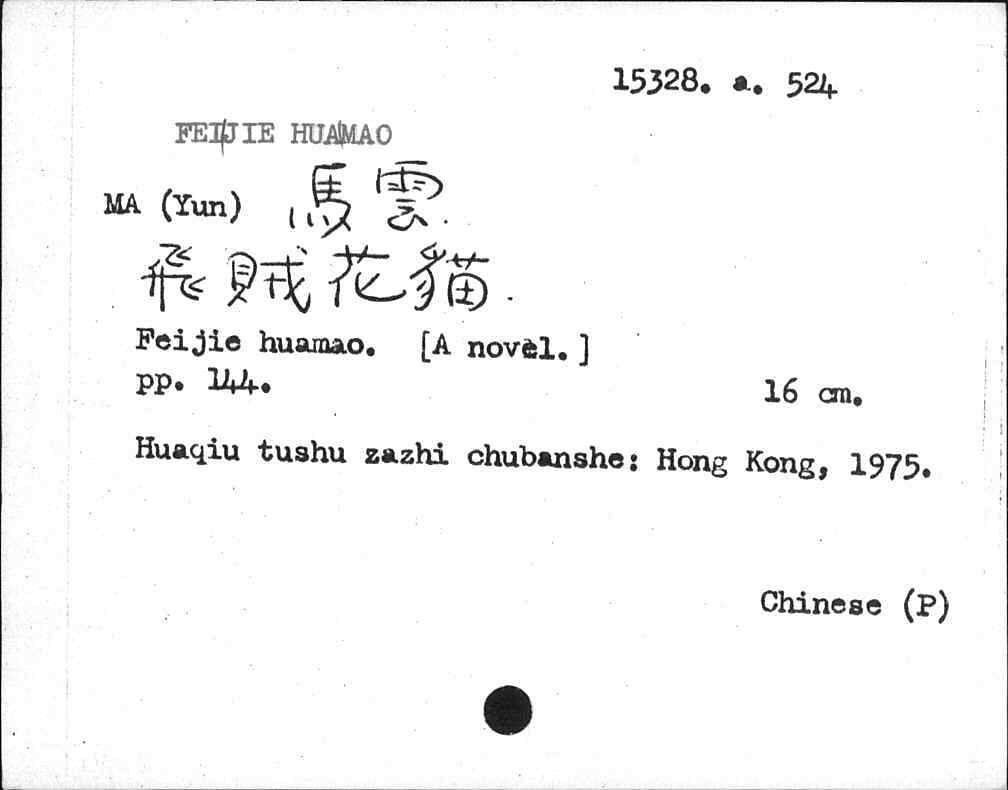 15328. a. 524
FEIJIE HUAMAO
MA (Yun) 馬雲.
飛賊花貓.
Feijie huamao. [A novel.]
pp. 144. 16 cm.
Huaqiu tushu zazhi chubanshe: Hong Kong, 1975.
Chinese (P)